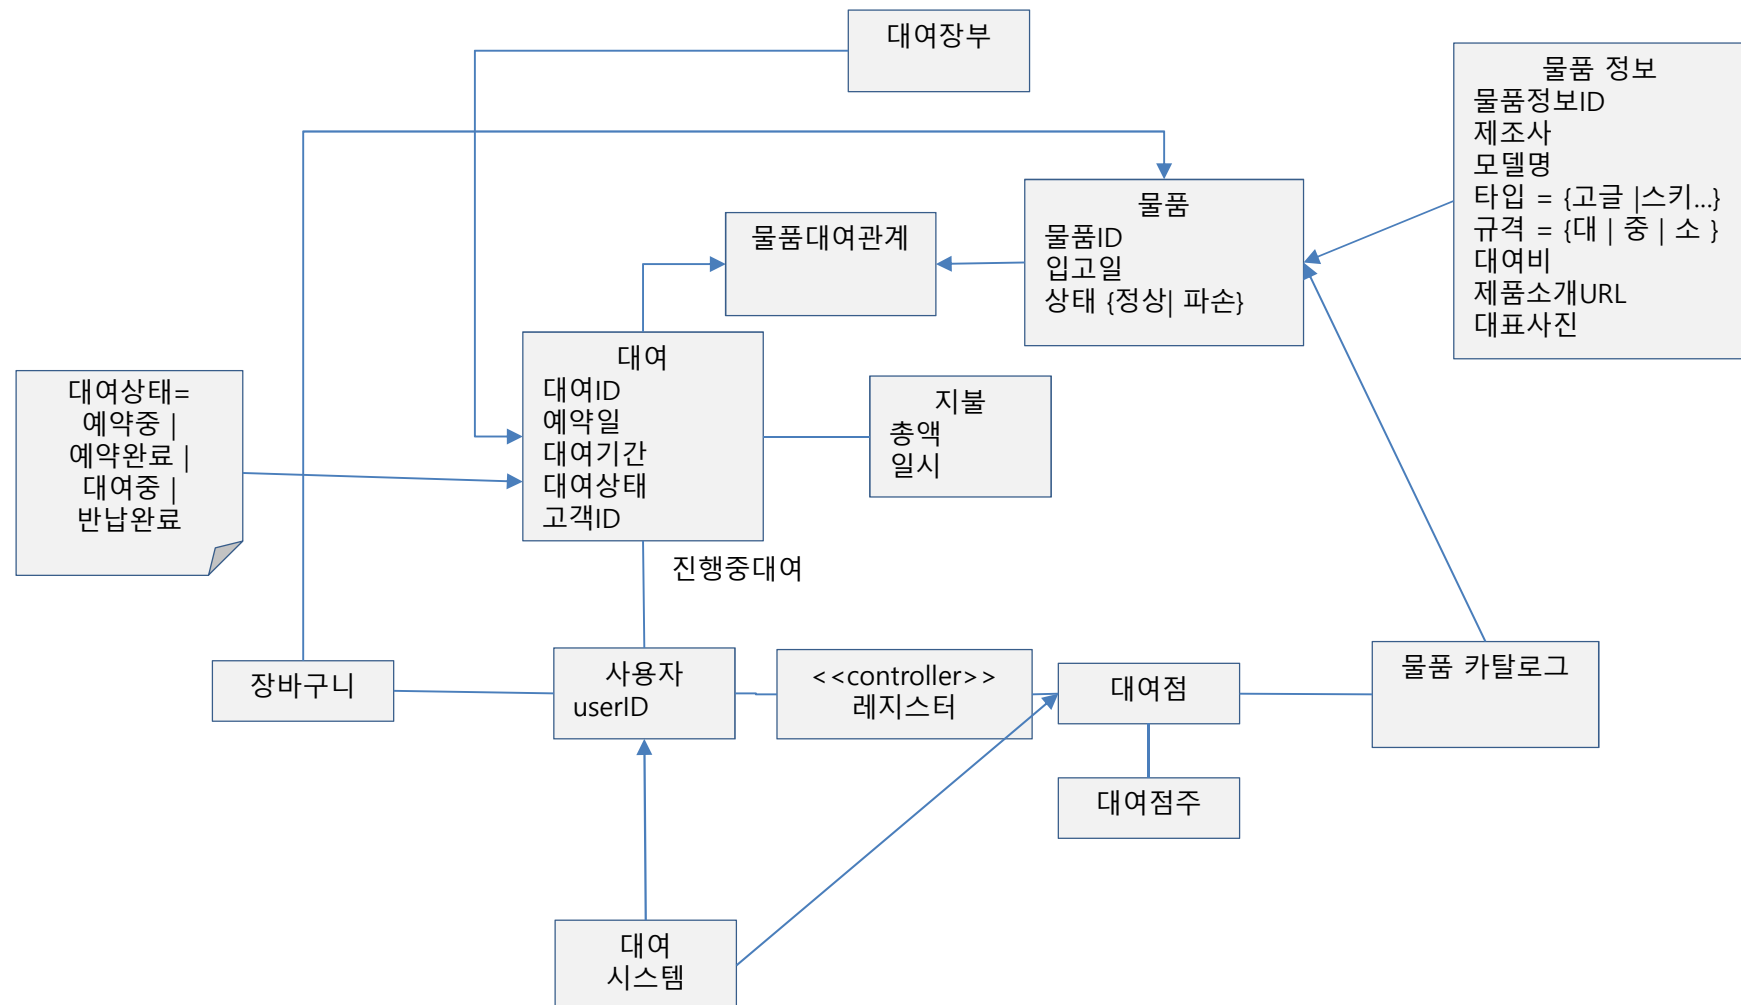 대여장부
물품 정보
물품정보ID
제조사
모델명
타입 = {고글 |스키...}
규격 = {대 | 중 | 소 }
대여비
제품소개URL
대표사진
물품
물품ID
입고일
상태 {정상| 파손}
물품대여관계
대여
대여ID
예약일
대여기간
대여상태
고객ID
지불
총액
일시
대여상태=
예약중 |
예약완료 |
대여중 |
반납완료
진행중대여
장바구니
사용자
userID
<<controller>>
레지스터
대여점
물품 카탈로그
대여점주
대여
시스템